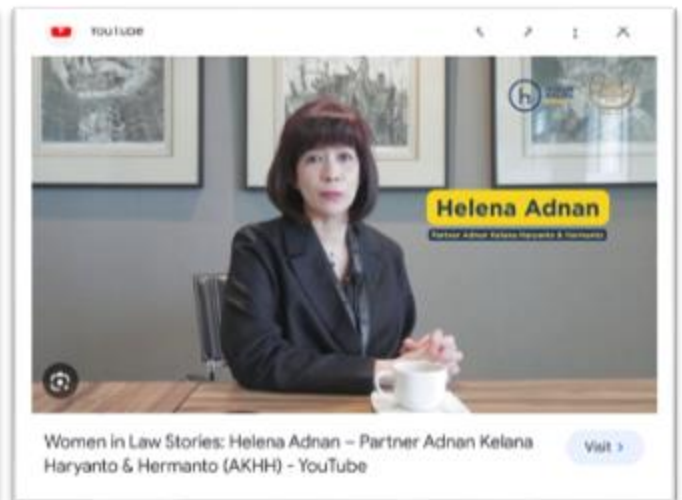 YouTube
Helena Adnan
Partner Adnan Kelana Haryanto & Hermanto
Women in Law Stories: Helena Adnan – Partner Adnan Kelana
Haryanto & Hermanto (AKHH) - YouTube
Visit >